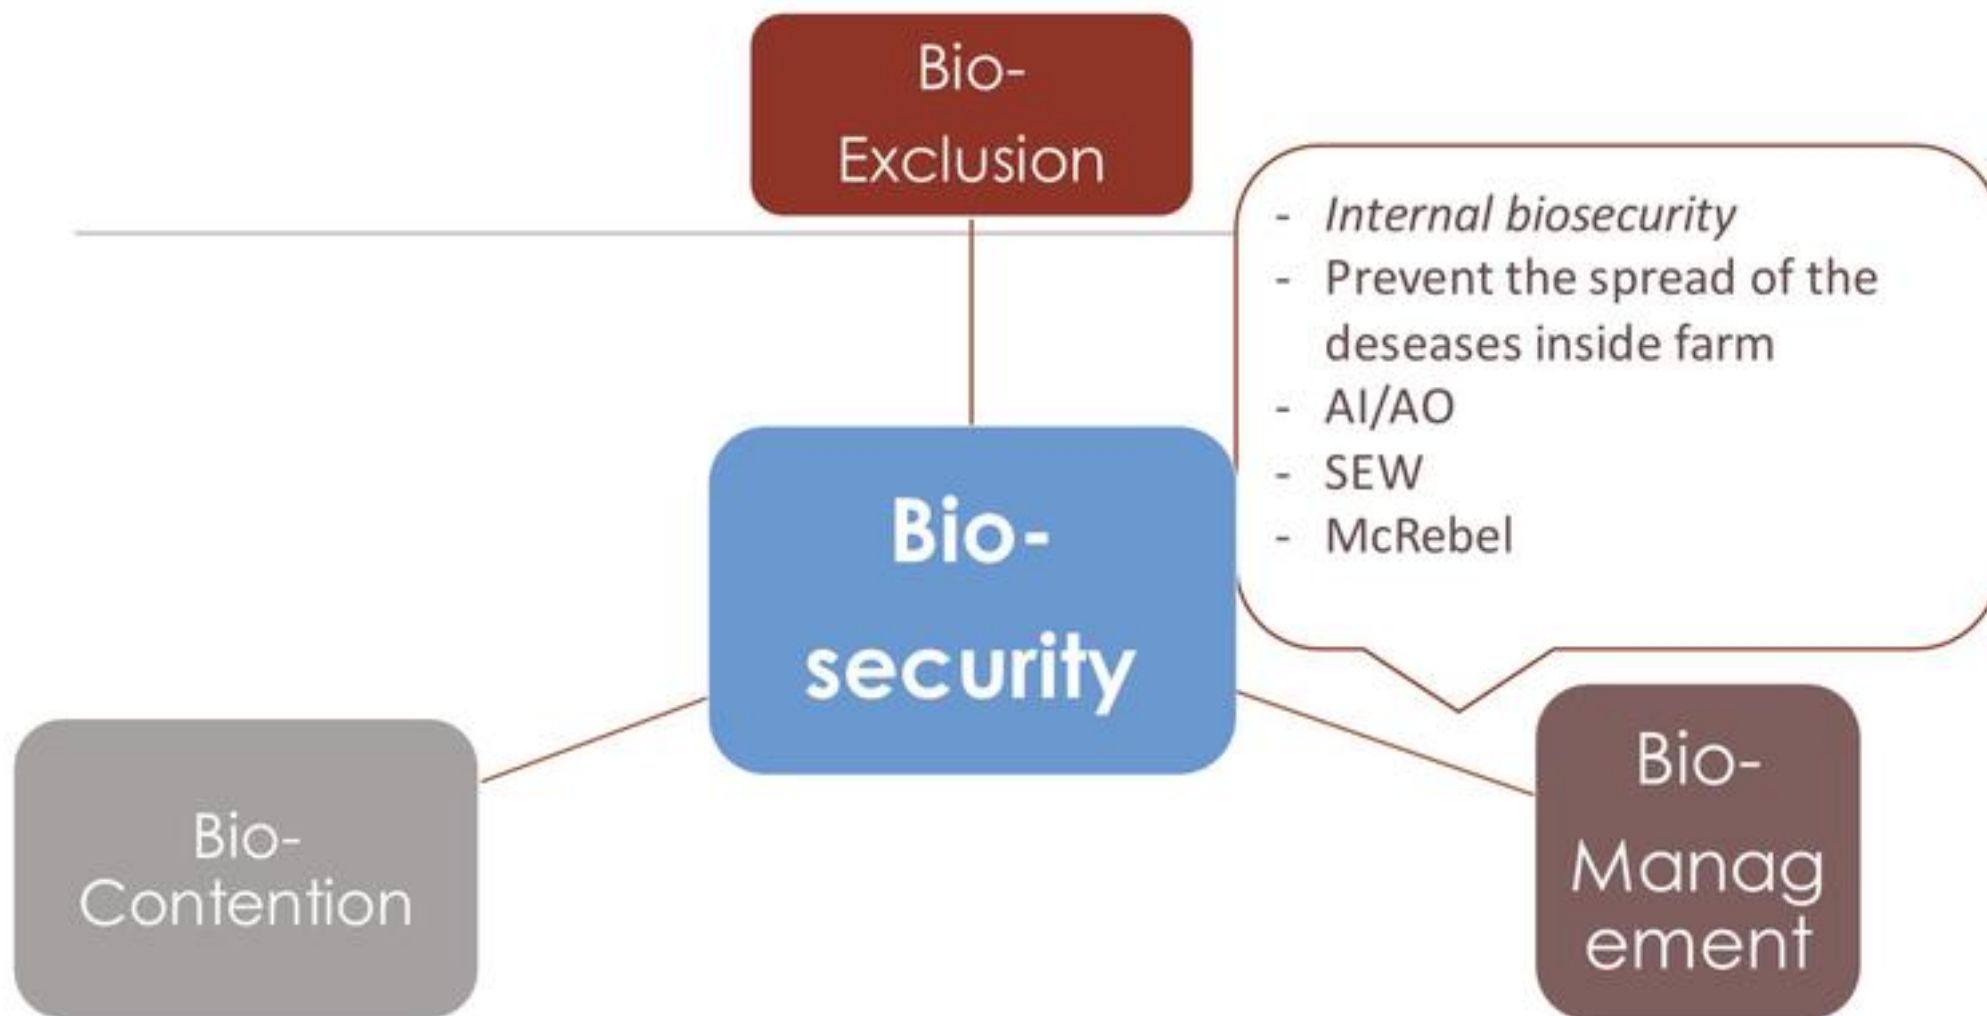 Bio-
Exclusion
- Internal biosecurity
- Prevent the spread of the
deseases inside farm
- AI/AO
- SEW
- McRebel
Bio-
security
Bio-
Contention
Bio-
Manag
ement